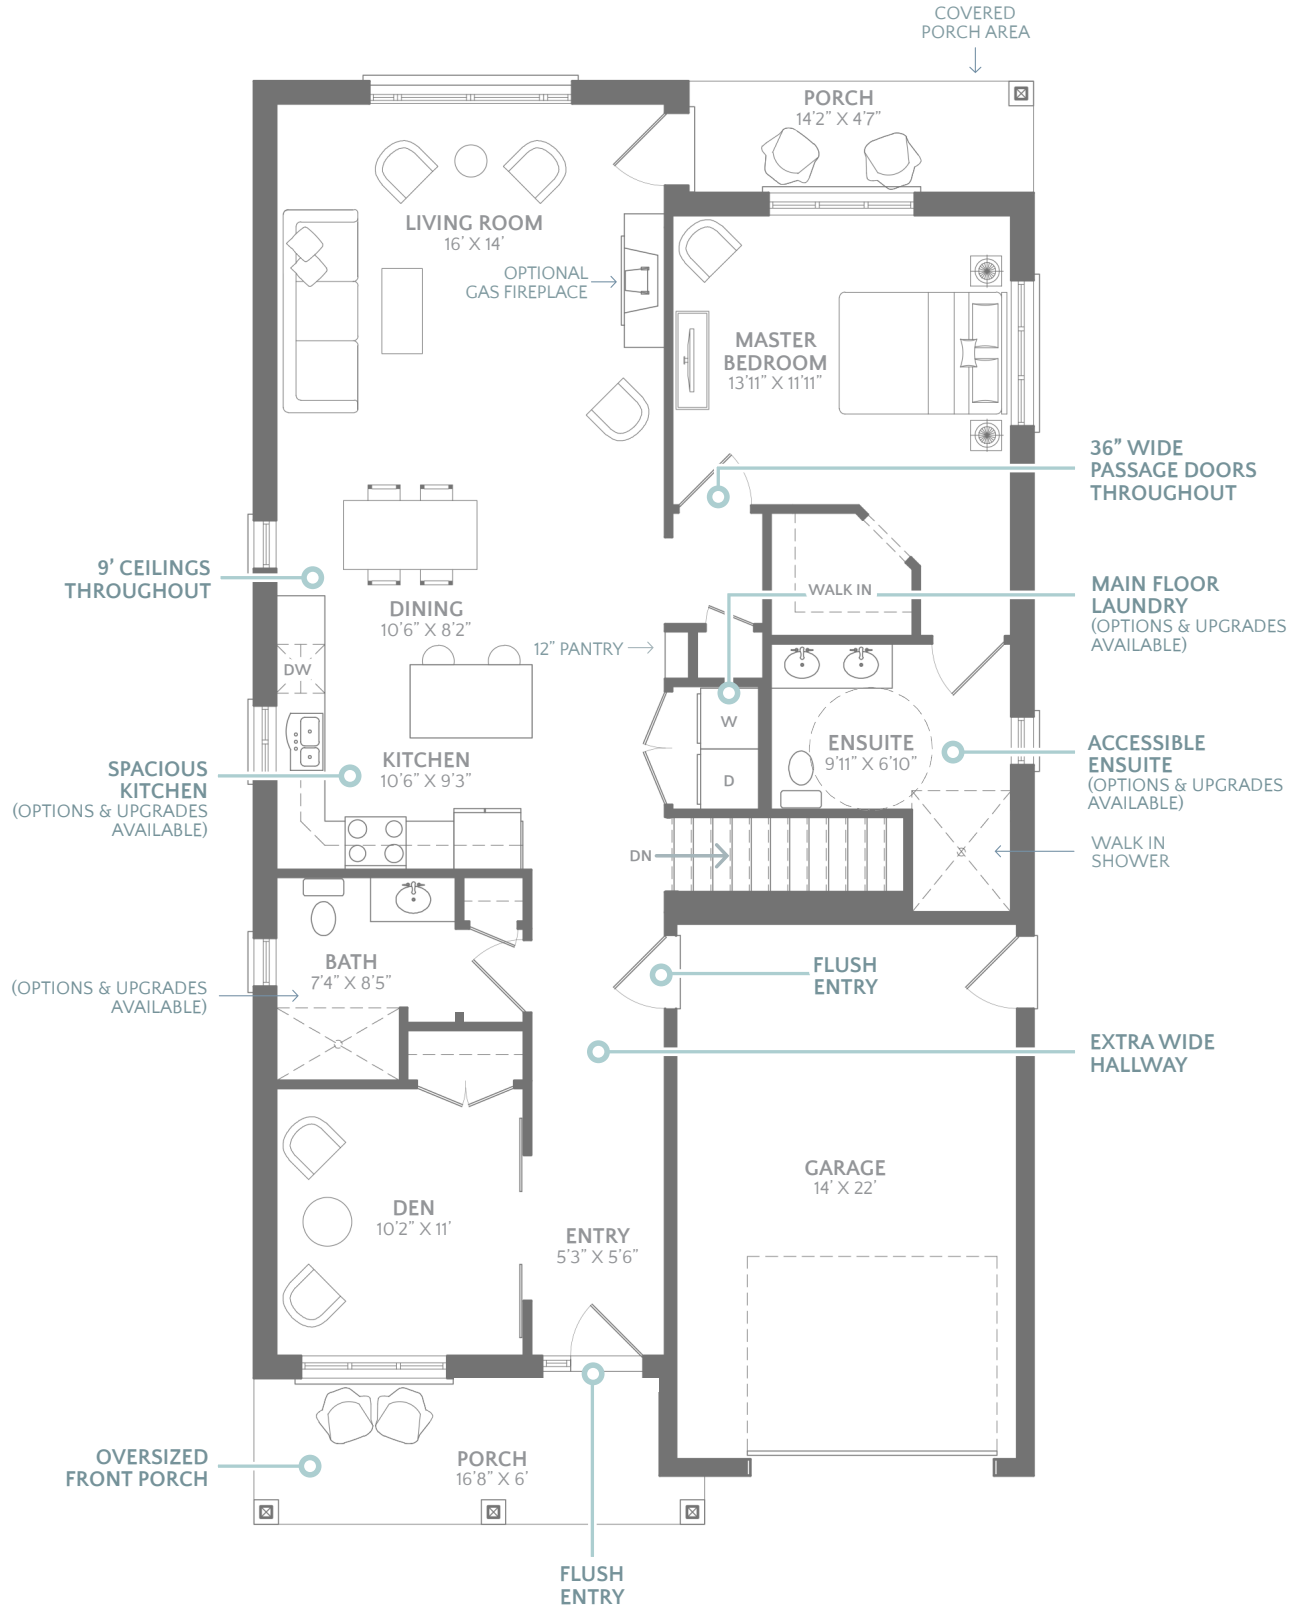 COVERED
PORCH AREA
PORCH
14'2" X 4'7"
LIVING ROOM
16' X 14'
OPTIONAL
GAS FIREPLACE
MASTER
BEDROOM
13'11" X 11'11"
36" WIDE
PASSAGE DOORS
THROUGHOUT
9' CEILINGS
THROUGHOUT
DINING
10'6" X 8'2"
WALK IN
MAIN FLOOR
LAUNDRY
(OPTIONS & UPGRADES
AVAILABLE)
12" PANTRY
DW
W
D
KITCHEN
10'6" X 9'3"
ENSUITE
9'11" X 6'10"
SPACIOUS
KITCHEN
(OPTIONS & UPGRADES
AVAILABLE)
ACCESSIBLE
ENSUITE
(OPTIONS & UPGRADES
AVAILABLE)
DN
WALK IN
SHOWER
BATH
7'4" X 8'5"
(OPTIONS & UPGRADES
AVAILABLE)
FLUSH
ENTRY
EXTRA WIDE
HALLWAY
GARAGE
14' X 22'
DEN
10'2" X 11'
ENTRY
5'3" X 5'6"
OVERSIZED
FRONT PORCH
PORCH
16'8" X 6'
FLUSH
ENTRY